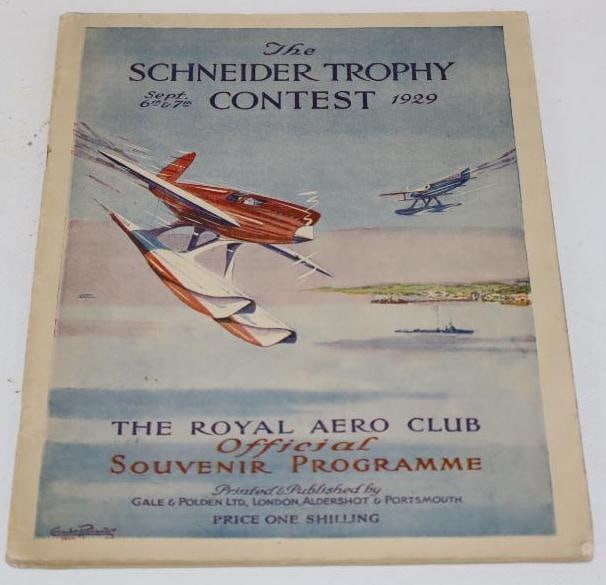 The
SCHNEIDER TROPHY
Sept. 6th & 7th CONTEST 1929
THE ROYAL AERO CLUB
Official
SOUVENIR PROGRAMME
Printed & Published by
GALE & POLDEN LTD, LONDON, ALDERSHOT & PORTSMOUTH
PRICE ONE SHILLING